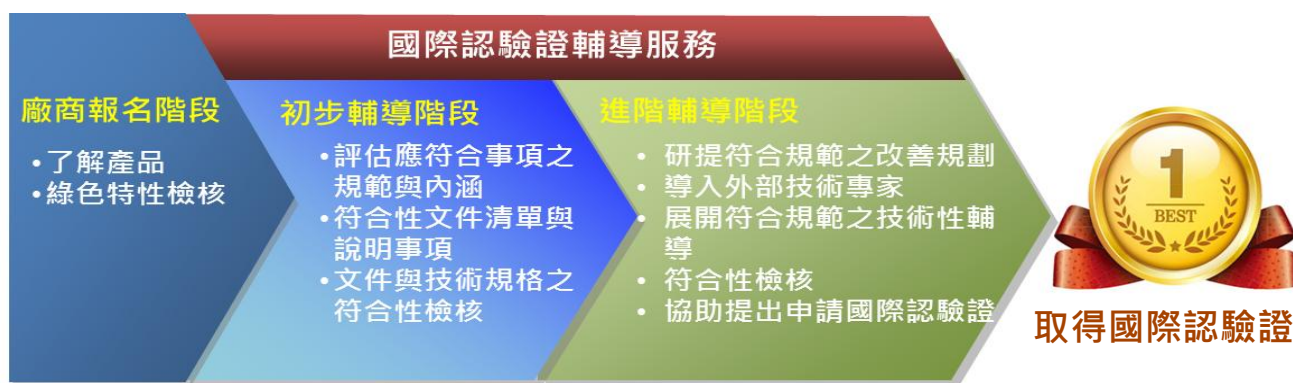 國際認驗證輔導服務
廠商報名階段
•了解產品
•綠色特性檢核
初步輔導階段
•評估應符合事項之
規範與內涵
•符合性文件清單與
說明事項
•文件與技術規格之
符合性檢核
進階輔導階段
• 研提符合規範之改善規劃
• 導入外部技術專家
• 展開符合規範之技術性輔
導
• 符合性檢核
• 協助提出申請國際認驗證
1
BEST
取得國際認驗證